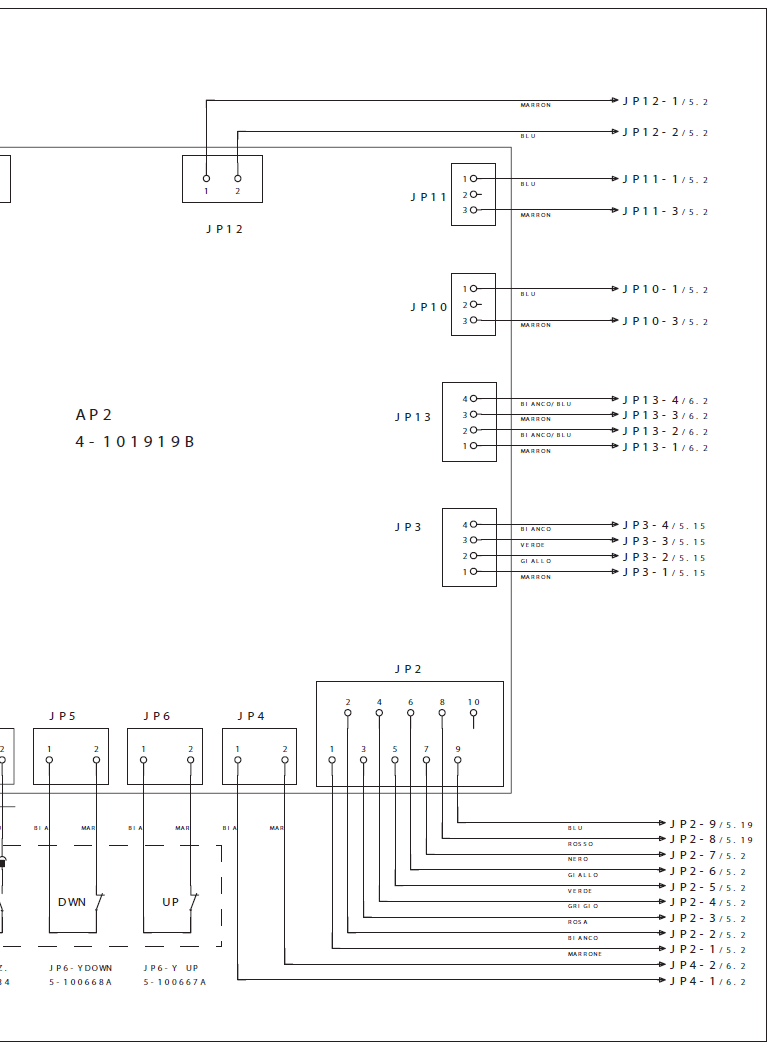 MARRON JP12-1/5.2
BLU JP12-2/5.2
1 2
JP12
JP11
1 BLU JP11-1/5.2
2
3 MARRON JP11-3/5.2
JP10
1 BLU JP10-1/5.2
2
3 MARRON JP10-3/5.2
AP2
4-101919B
JP13
4 BIANCO/BLU JP13-4/6.2
3 MARRON JP13-3/6.2
2 BIANCO/BLU JP13-2/6.2
1 MARRON JP13-1/6.2
JP3
4 BIANCO JP3-4/5.15
3 VERDE JP3-3/5.15
2 GIALLO JP3-2/5.15
1 MARRON JP3-1/5.15
JP2
2 4 6 8 10
JP5 JP6 JP4
2 1 2 1 2 1 2 1 3 5 7 9
BIA MAR BIA MAR BIA MAR
BLU JP2-9/5.19
ROSSO JP2-8/5.19
NERO JP2-7/5.2
GIALLO JP2-6/5.2
VERDE JP2-5/5.2
GRIGIO JP2-4/5.2
ROSA JP2-3/5.2
BIANCO JP2-2/5.2
MARRONE JP2-1/5.2
JP4-2/6.2
JP4-1/6.2
DWN UP
Z. JP6-YDOWN JP6-Y UP
34 5-100668A 5-100667A